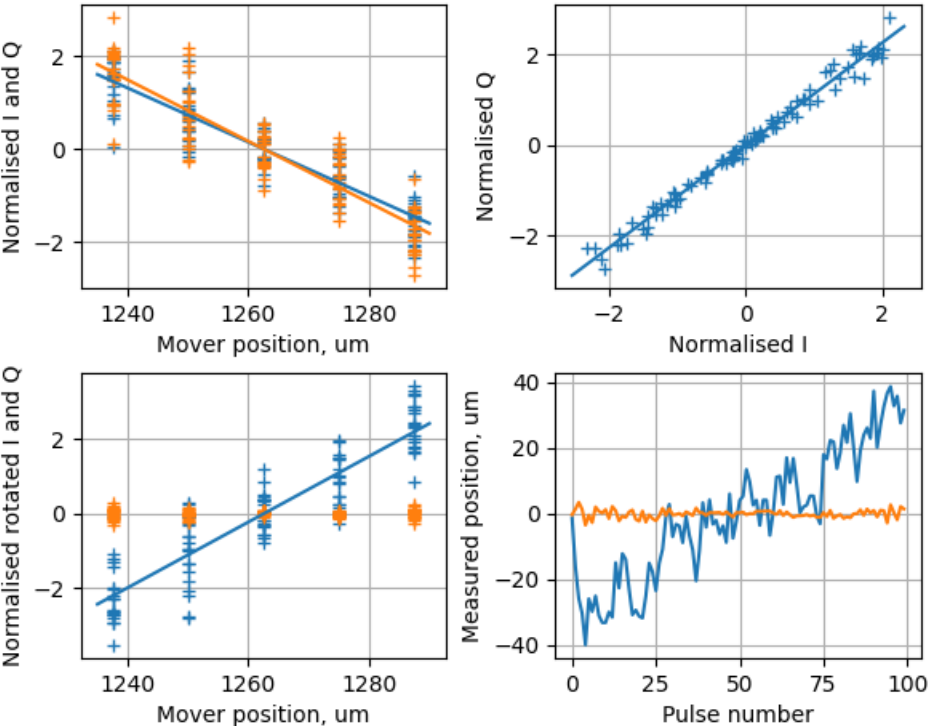 Normalised I and Q
2
0
−2
1240 1260 1280
Mover position, um
Normalised Q
2
0
−2
−2 0 2
Normalised I
Normalised rotated I and Q
2
0
−2
1240 1260 1280
Mover position, um
Measured position, um
40
20
0
−20
−40
0 25 50 75 100
Pulse number